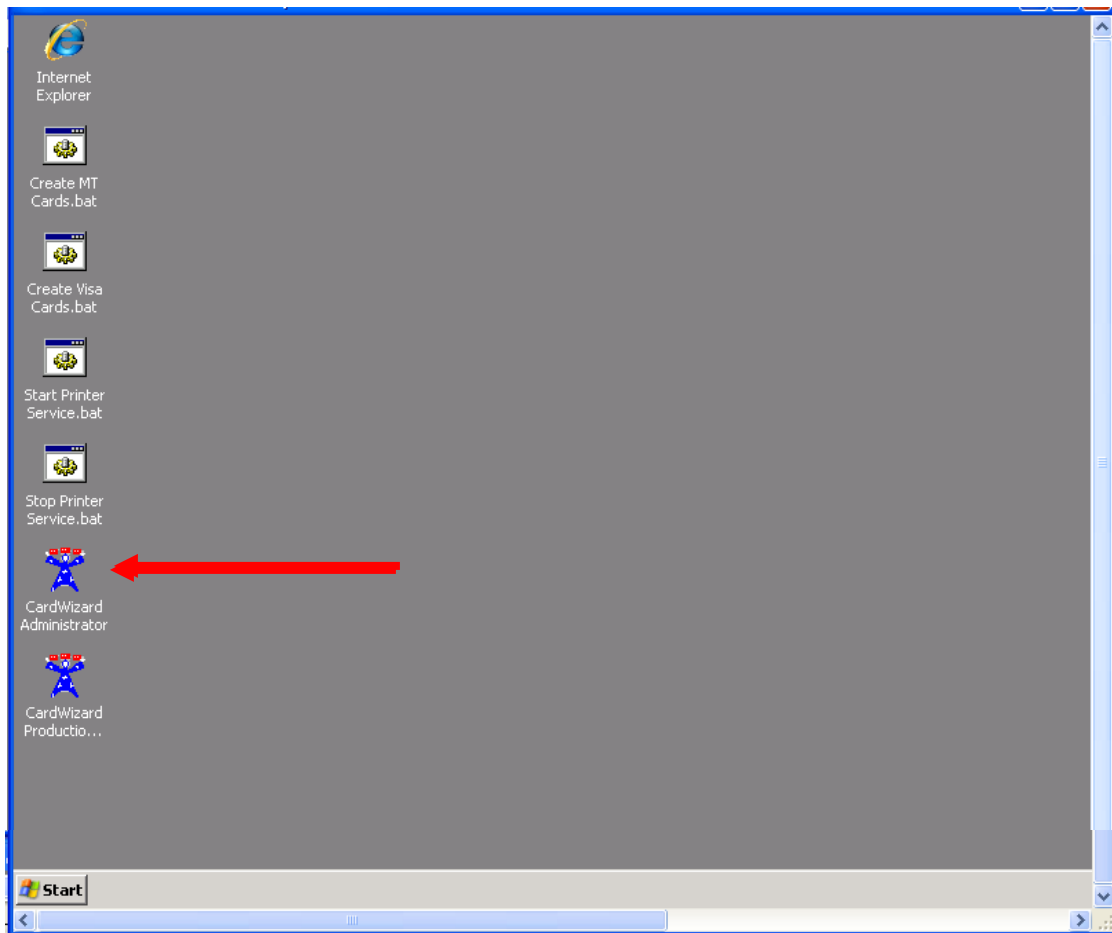 Internet
Explorer
Create MT
Cards.bat
Create Visa
Cards.bat
Start Printer
Service.bat
Stop Printer
Service.bat
CardWizard
Administrator
CardWizard
Productio...
Start